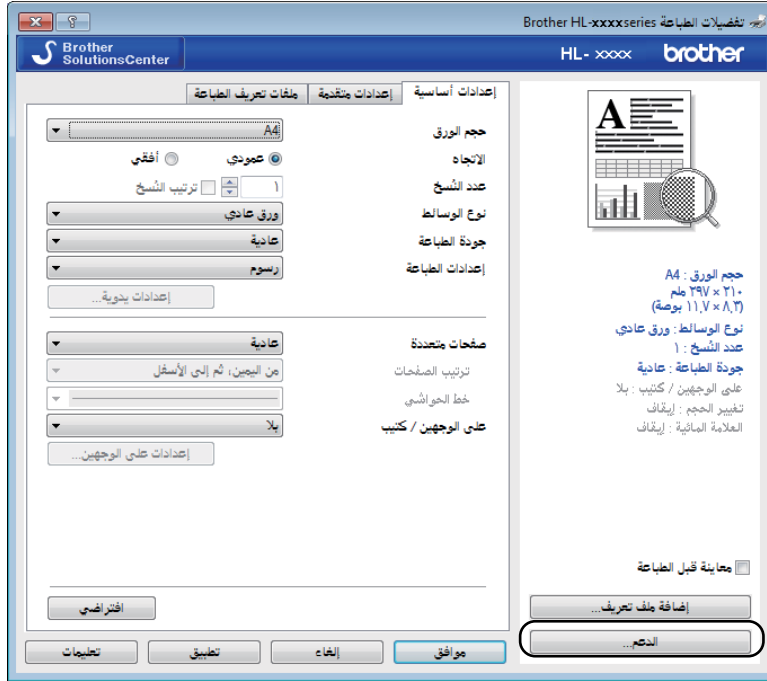 تفضيلات الطباعة Brother HL-xxxxseries
?
Brother
SolutionsCenter
HL- xxxx
brother
إعدادات أساسية
إعدادات متقدمة
ملفات تعريف الطباعة
حجم الورق
A4
الاتجاه
عمودي
أفقي
عدد النُسخ
١
ترتيب النُسخ
نوع الوسائط
ورق عادي
جودة الطباعة
عادية
إعدادات الطباعة
رسوم
إعدادات يدوية...
صفحات متعددة
عادية
ترتيب الصفحات
من اليمين، ثم إلى الأسفل
خط الحواشي
على الوجهين / كتيب
بلا
إعدادات على الوجهين...
افتراضي
A
حجم الورق : A4
٢١٠ × ٢٩٧ ملم
(٨,٣ × ١١,٧ بوصة)
نوع الوسائط : ورق عادي
عدد النُسخ : ١
جودة الطباعة : عادية
على الوجهين / كتيب : بلا
تغيير الحجم : إيقاف
العلامة المائية : إيقاف
معاينة قبل الطباعة
إضافة ملف تعريف...
الدعم...
موافق
إلغاء
تطبيق
تعليمات